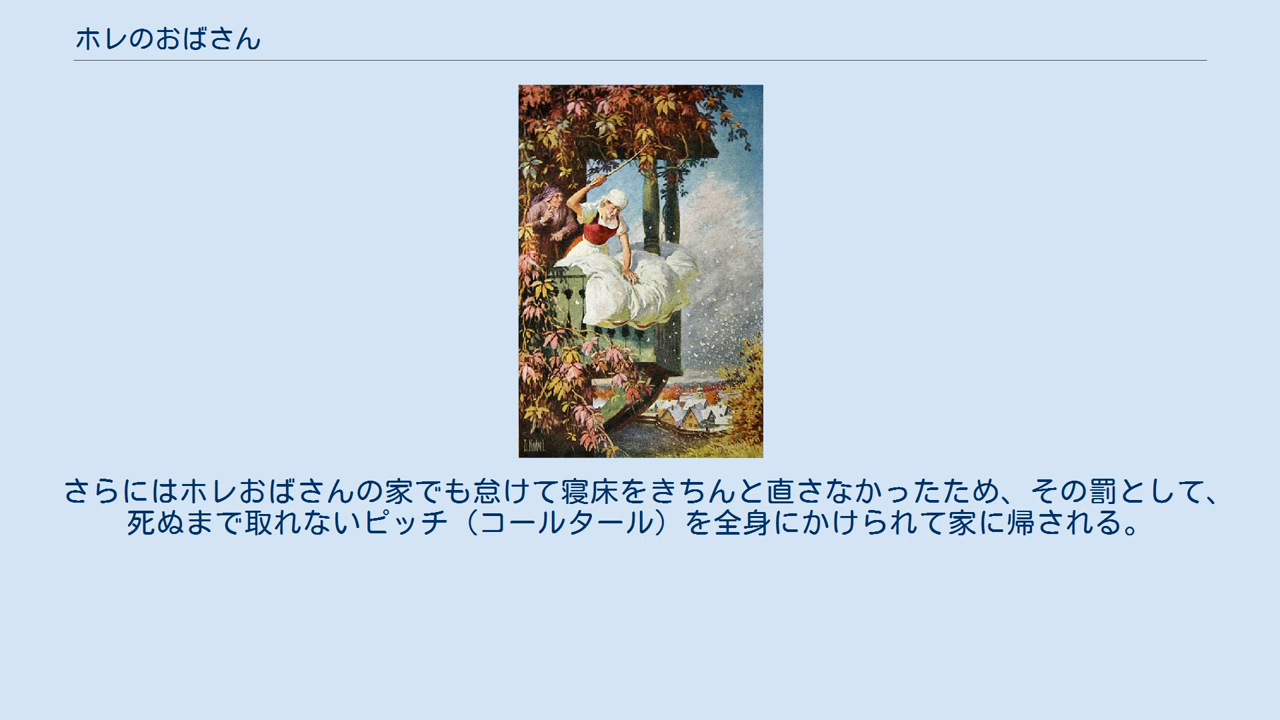 ホレのおばさん
さらにはホレおばさんの家でも怠けて寝床をきちんと直さなかったため、その罰として、
死ぬまで取れないピッチ（コールタール）を全身にかけられて家に帰される。